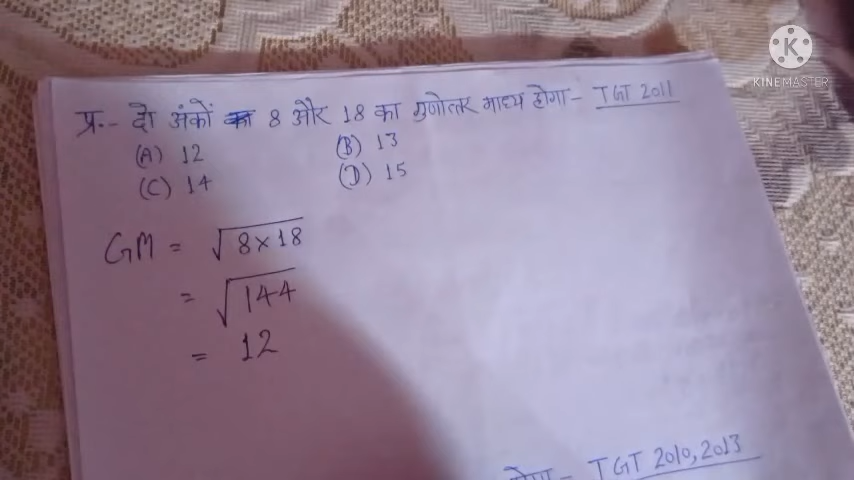 K
KINEMASTER
प्र.- दो अंकों 8 और 18 का गुणोत्तर माध्य होगा - TGT 2011
(A) 12 (B) 13
(C) 14 (D) 15
GM = √8×18
= √144
= 12
होगा - TGT 2010, 2013